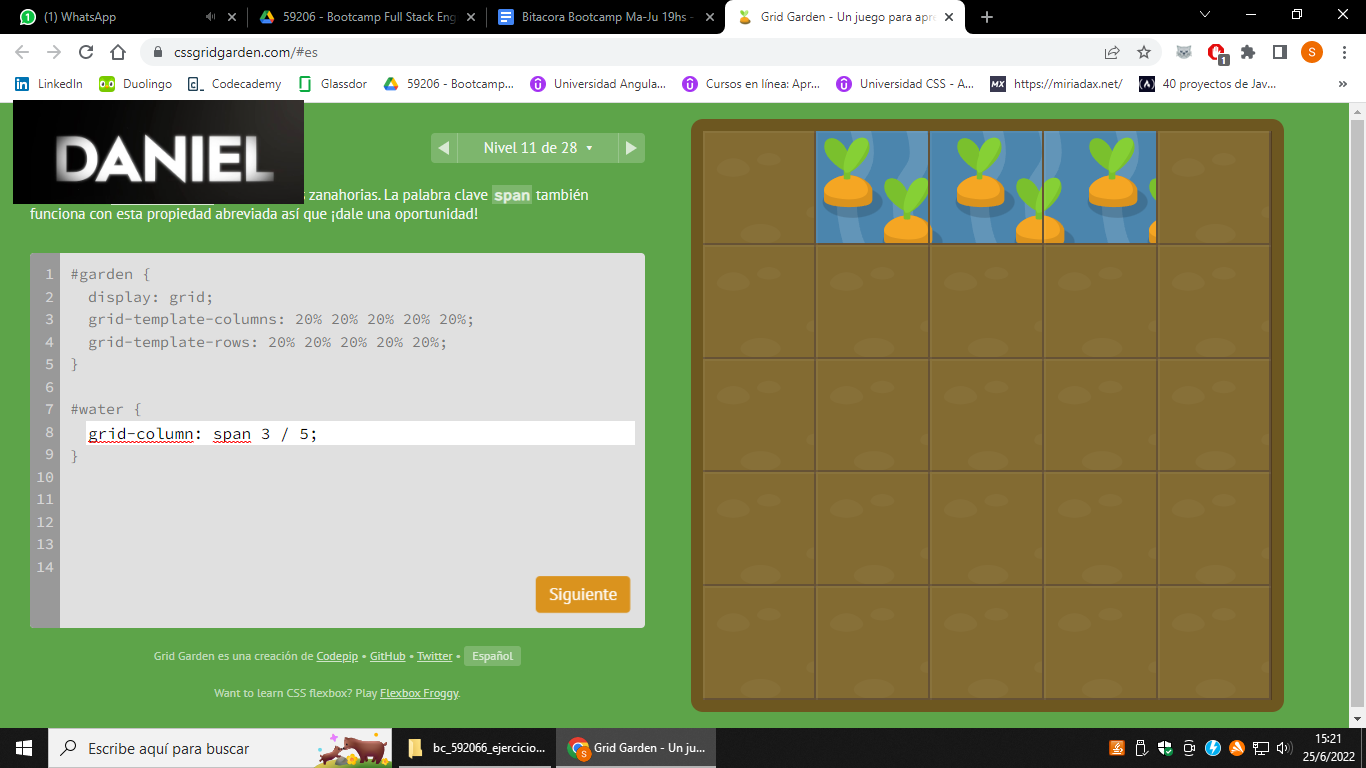 (1) WhatsApp
59206 - Bootcamp Full Stack Eng
Bitacora Bootcamp Ma-Ju 19hs -
Grid Garden - Un juego para apre
cssgridgarden.com/#es
1
S
LinkedIn
Duolingo
Codecademy
Glassdor
59206 - Bootcamp...
Universidad Angula...
Cursos en línea: Apr...
Universidad CSS - A...
MX
https://miriadax.net/
40 proyectos de Jav...
DANIEL
Nivel 11 de 28
zanahorias. La palabra clave span también
funciona con esta propiedad abreviada así que ¡dale una oportunidad!
1 #garden {
2 display: grid;
3 grid-template-columns: 20% 20% 20% 20% 20%;
4 grid-template-rows: 20% 20% 20% 20% 20%;
5 }
6
7 #water {
8 grid-column: span 3 / 5;
9 }
10
11
12
13
14
Siguiente
Grid Garden es una creación de Codepip • GitHub • Twitter • Español
Want to learn CSS flexbox? Play Flexbox Froggy.
Escribe aquí para buscar
bc_592066_ejercicio...
S
Grid Garden - Un ju...
15:21
25/6/2022